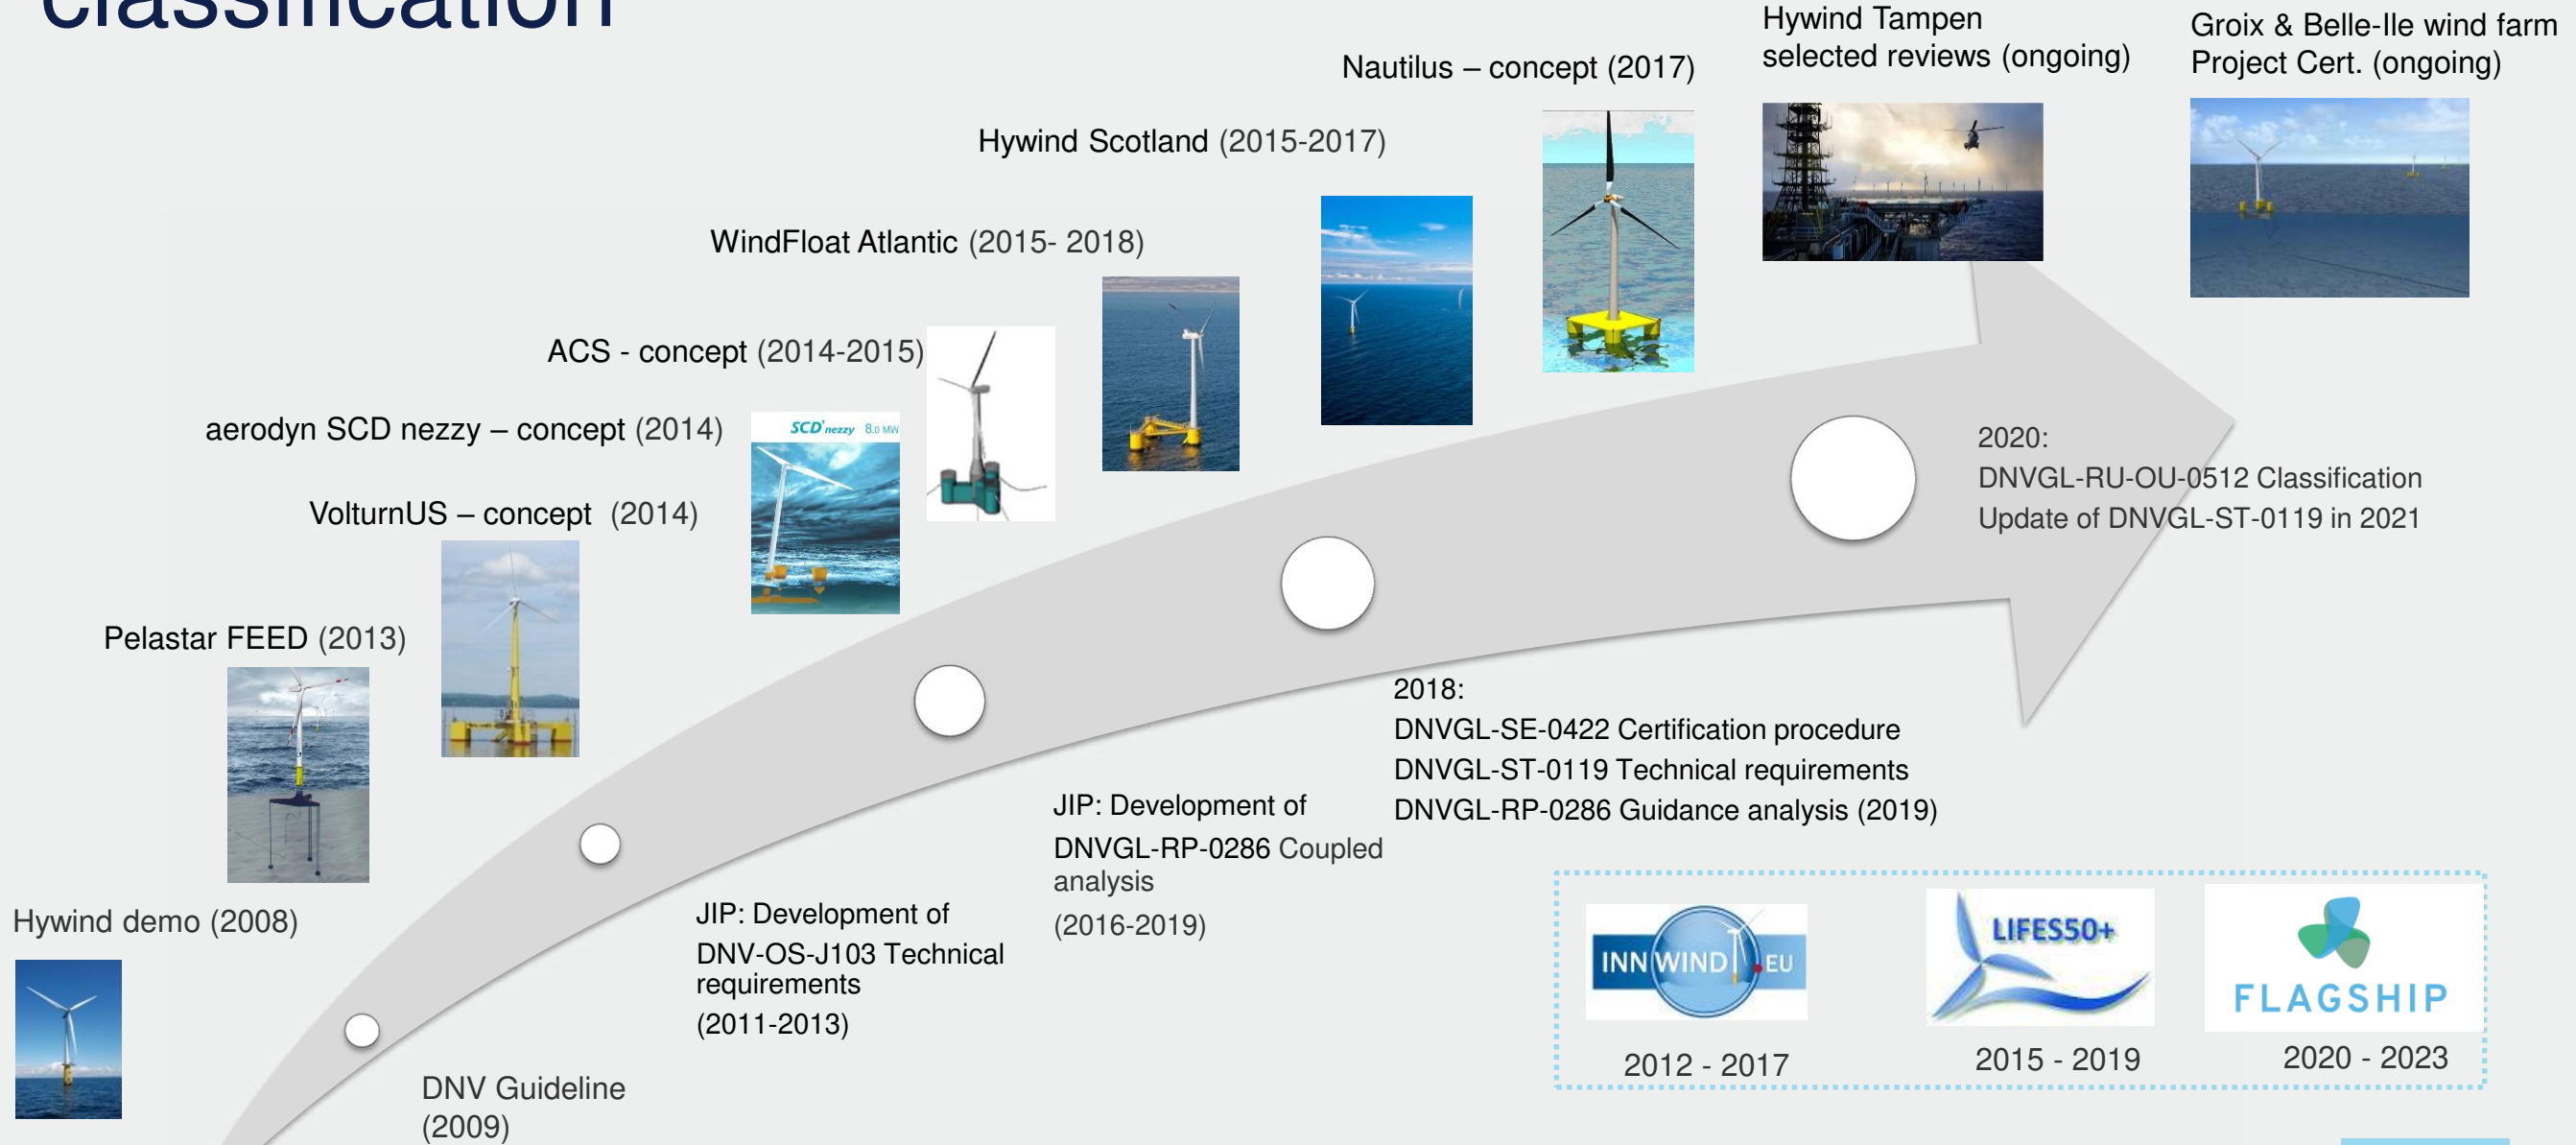 classification
Hywind Tampen
selected reviews (ongoing)
Groix & Belle-Ile wind farm
Project Cert. (ongoing)
Nautilus – concept (2017)
Hywind Scotland (2015-2017)
WindFloat Atlantic (2015- 2018)
ACS - concept (2014-2015)
aerodyn SCD nezzy – concept (2014)
SCD nezzy 8.0 MW
VolturnUS – concept (2014)
Pelastar FEED (2013)
Hywind demo (2008)
DNV Guideline
(2009)
JIP: Development of
DNV-OS-J103 Technical
requirements
(2011-2013)
JIP: Development of
DNVGL-RP-0286 Coupled
analysis
(2016-2019)
2018:
DNVGL-SE-0422 Certification procedure
DNVGL-ST-0119 Technical requirements
DNVGL-RP-0286 Guidance analysis (2019)
2020:
DNVGL-RU-OU-0512 Classification
Update of DNVGL-ST-0119 in 2021
INNWIND.EU
2012 - 2017
LIFES50+
2015 - 2019
FLAGSHIP
2020 - 2023